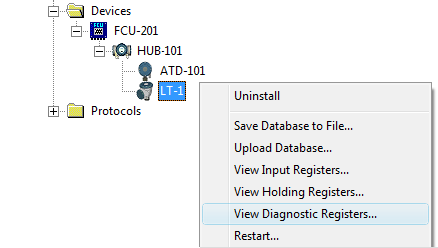 Devices
FCU-201
HUB-101
ATD-101
LT-1
Protocols
Uninstall
Save Database to File...
Upload Database...
View Input Registers...
View Holding Registers...
View Diagnostic Registers...
Restart...